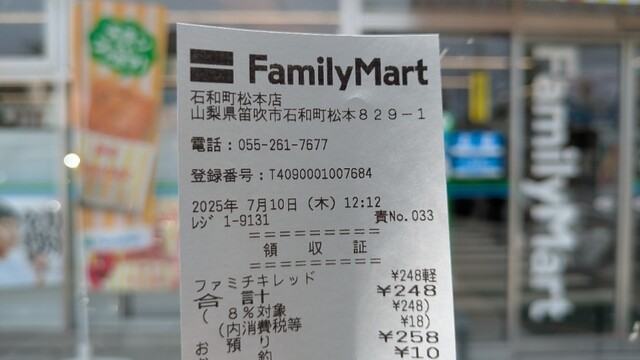 FamilyMart
石和町松本店
山梨県笛吹市石和町松本829-1
電話:055-261-7677
登録番号:T4090001007684
2025年 7月10日(木)12:12
レジ 1-9131 責No.033
領 収 証
ファミチキレッド ¥248軽
合 計 ¥248
( 8%対象 ¥248)
(内消費税等 ¥18)
お預り ¥258
お釣 ¥10
FamilyMart